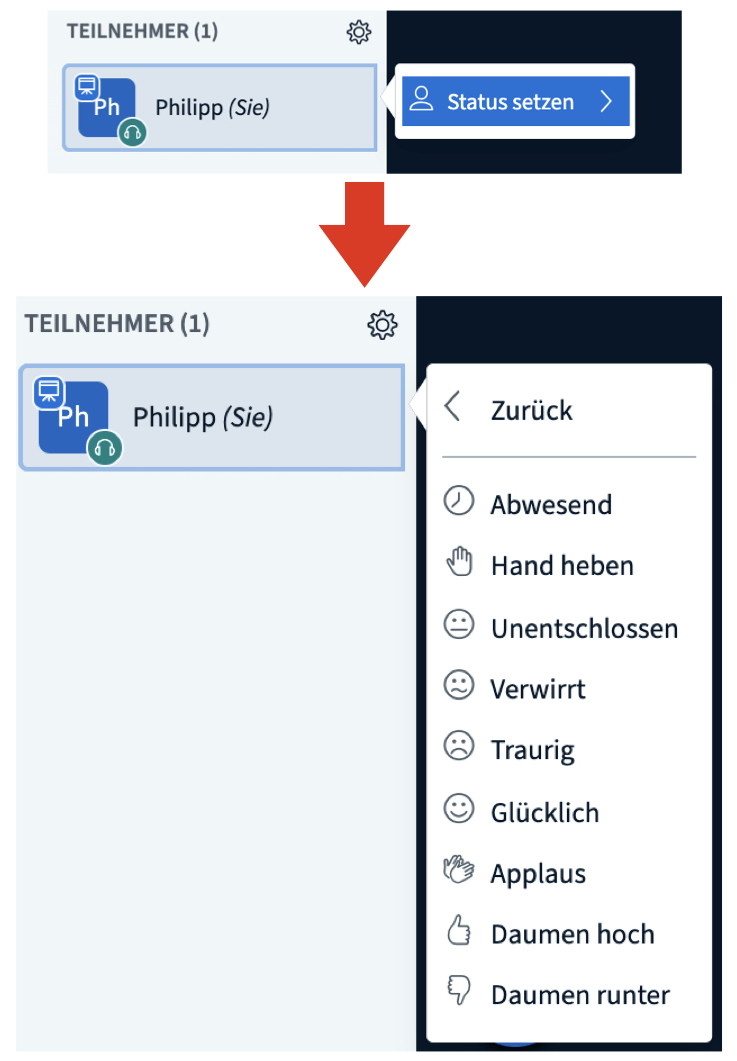 TEILNEHMER (1)
Ph
Philipp (Sie)
Status setzen
TEILNEHMER (1)
Ph
Philipp (Sie)
Zurück
Abwesend
Hand heben
Unentschlossen
Verwirrt
Traurig
Glücklich
Applaus
Daumen hoch
Daumen runter